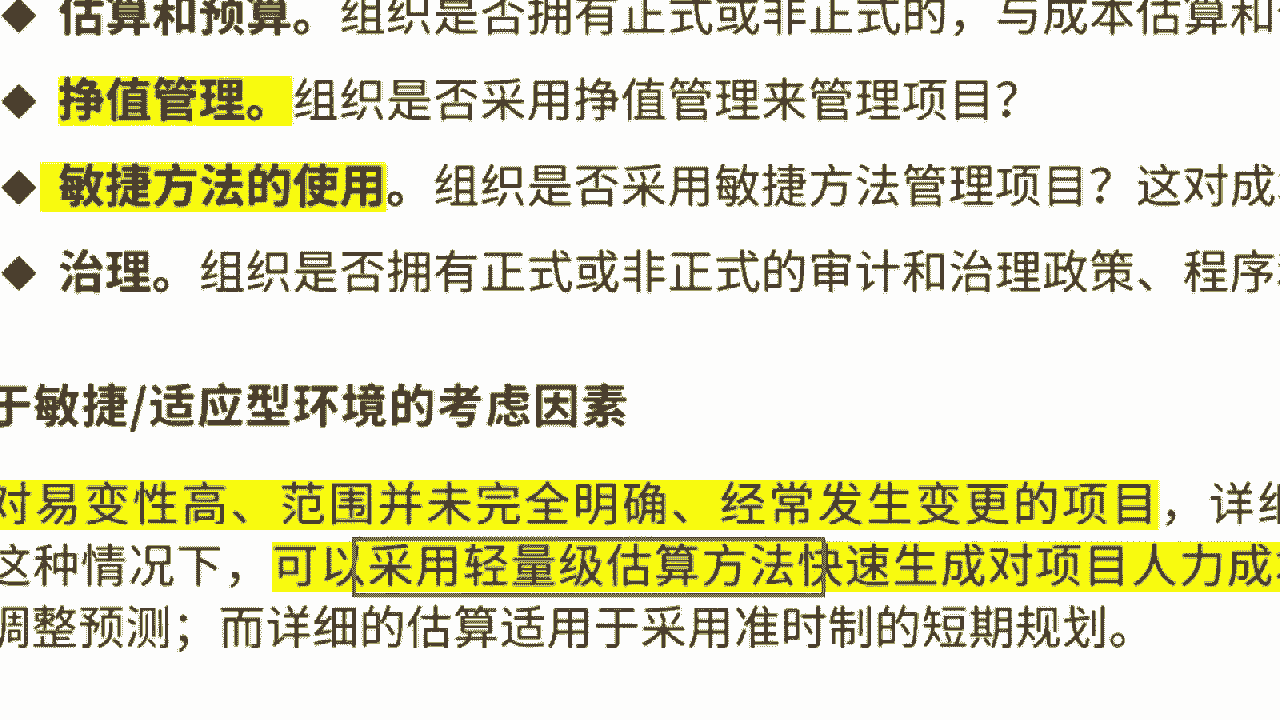 ◆ 估算和预算。组织是否拥有正式或非正式的，与成本估算和
◆ 挣值管理。组织是否采用挣值管理来管理项目？
◆ 敏捷方法的使用。组织是否采用敏捷方法管理项目？这对成
◆ 治理。组织是否拥有正式或非正式的审计和治理政策、程序
于敏捷/适应型环境的考虑因素
对易变性高、范围并未完全明确、经常发生变更的项目，详细
这种情况下，可以采用轻量级估算方法快速生成对项目人力成
调整预测；而详细的估算适用于采用准时制的短期规划。